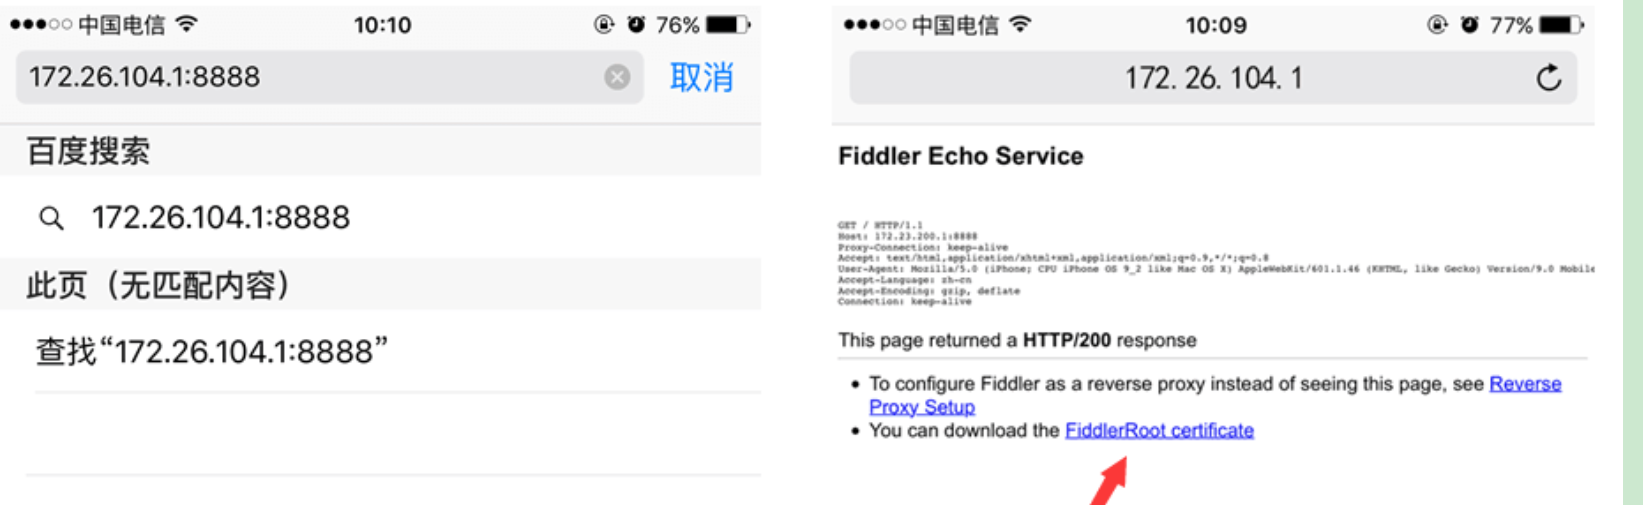 中国电信 10:10 76%
172.26.104.1:8888 取消
百度搜索
172.26.104.1:8888
此页（无匹配内容）
查找“172.26.104.1:8888”
中国电信 10:09 77%
172.26.104.1
Fiddler Echo Service
GET / HTTP/1.1
Host: 172.23.200.1:8888
Proxy-Connection: keep-alive
Accept: text/html,application/xhtml+xml,application/xml;q=0.9,*/*;q=0.8
User-Agent: Mozilla/5.0 (iPhone; CPU iPhone OS 9_2 like Mac OS X) AppleWebKit/601.1.46 (KHTML, like Gecko) Version/9.0 Mobile
Accept-Language: zh-cn
Accept-Encoding: gzip, deflate
Connection: keep-alive
This page returned a HTTP/200 response
• To configure Fiddler as a reverse proxy instead of seeing this page, see Reverse
Proxy Setup
• You can download the FiddlerRoot certificate